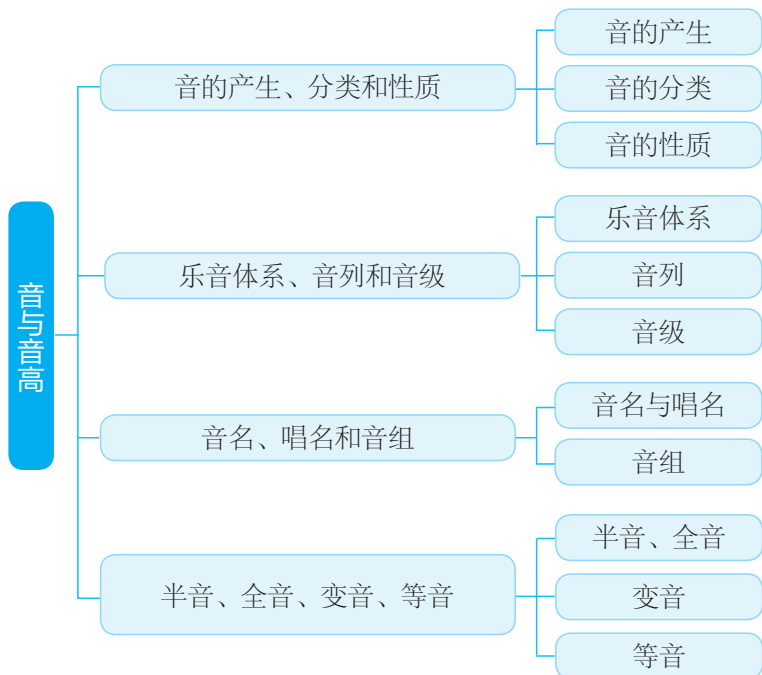 音与音高
音的产生、分类和性质
音的产生
音的分类
音的性质
乐音体系、音列和音级
乐音体系
音列
音级
音名、唱名和音组
音名与唱名
音组
半音、全音、变音、等音
半音、全音
变音
等音